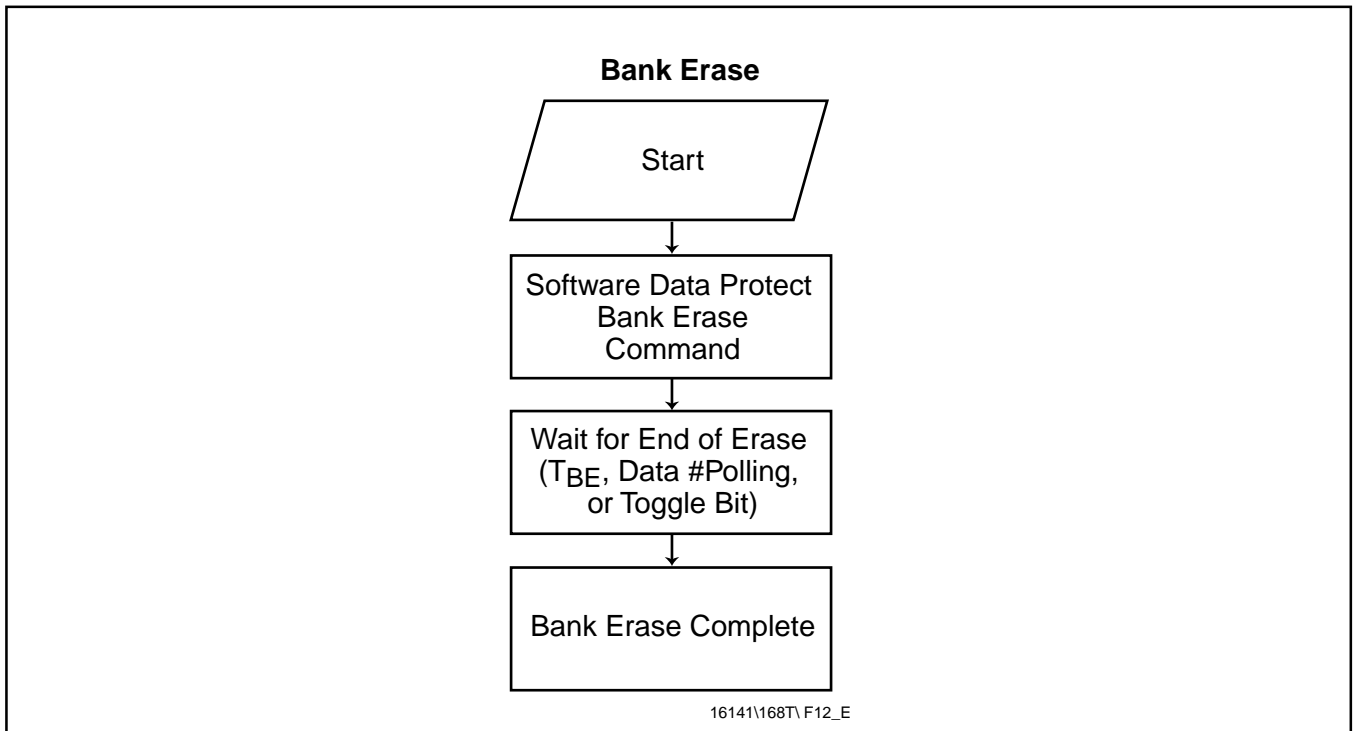 Bank Erase
Start
Software Data Protect
Bank Erase
Command
Wait for End of Erase
(TBE, Data #Polling,
or Toggle Bit)
Bank Erase Complete
16141\168T\ F12_E